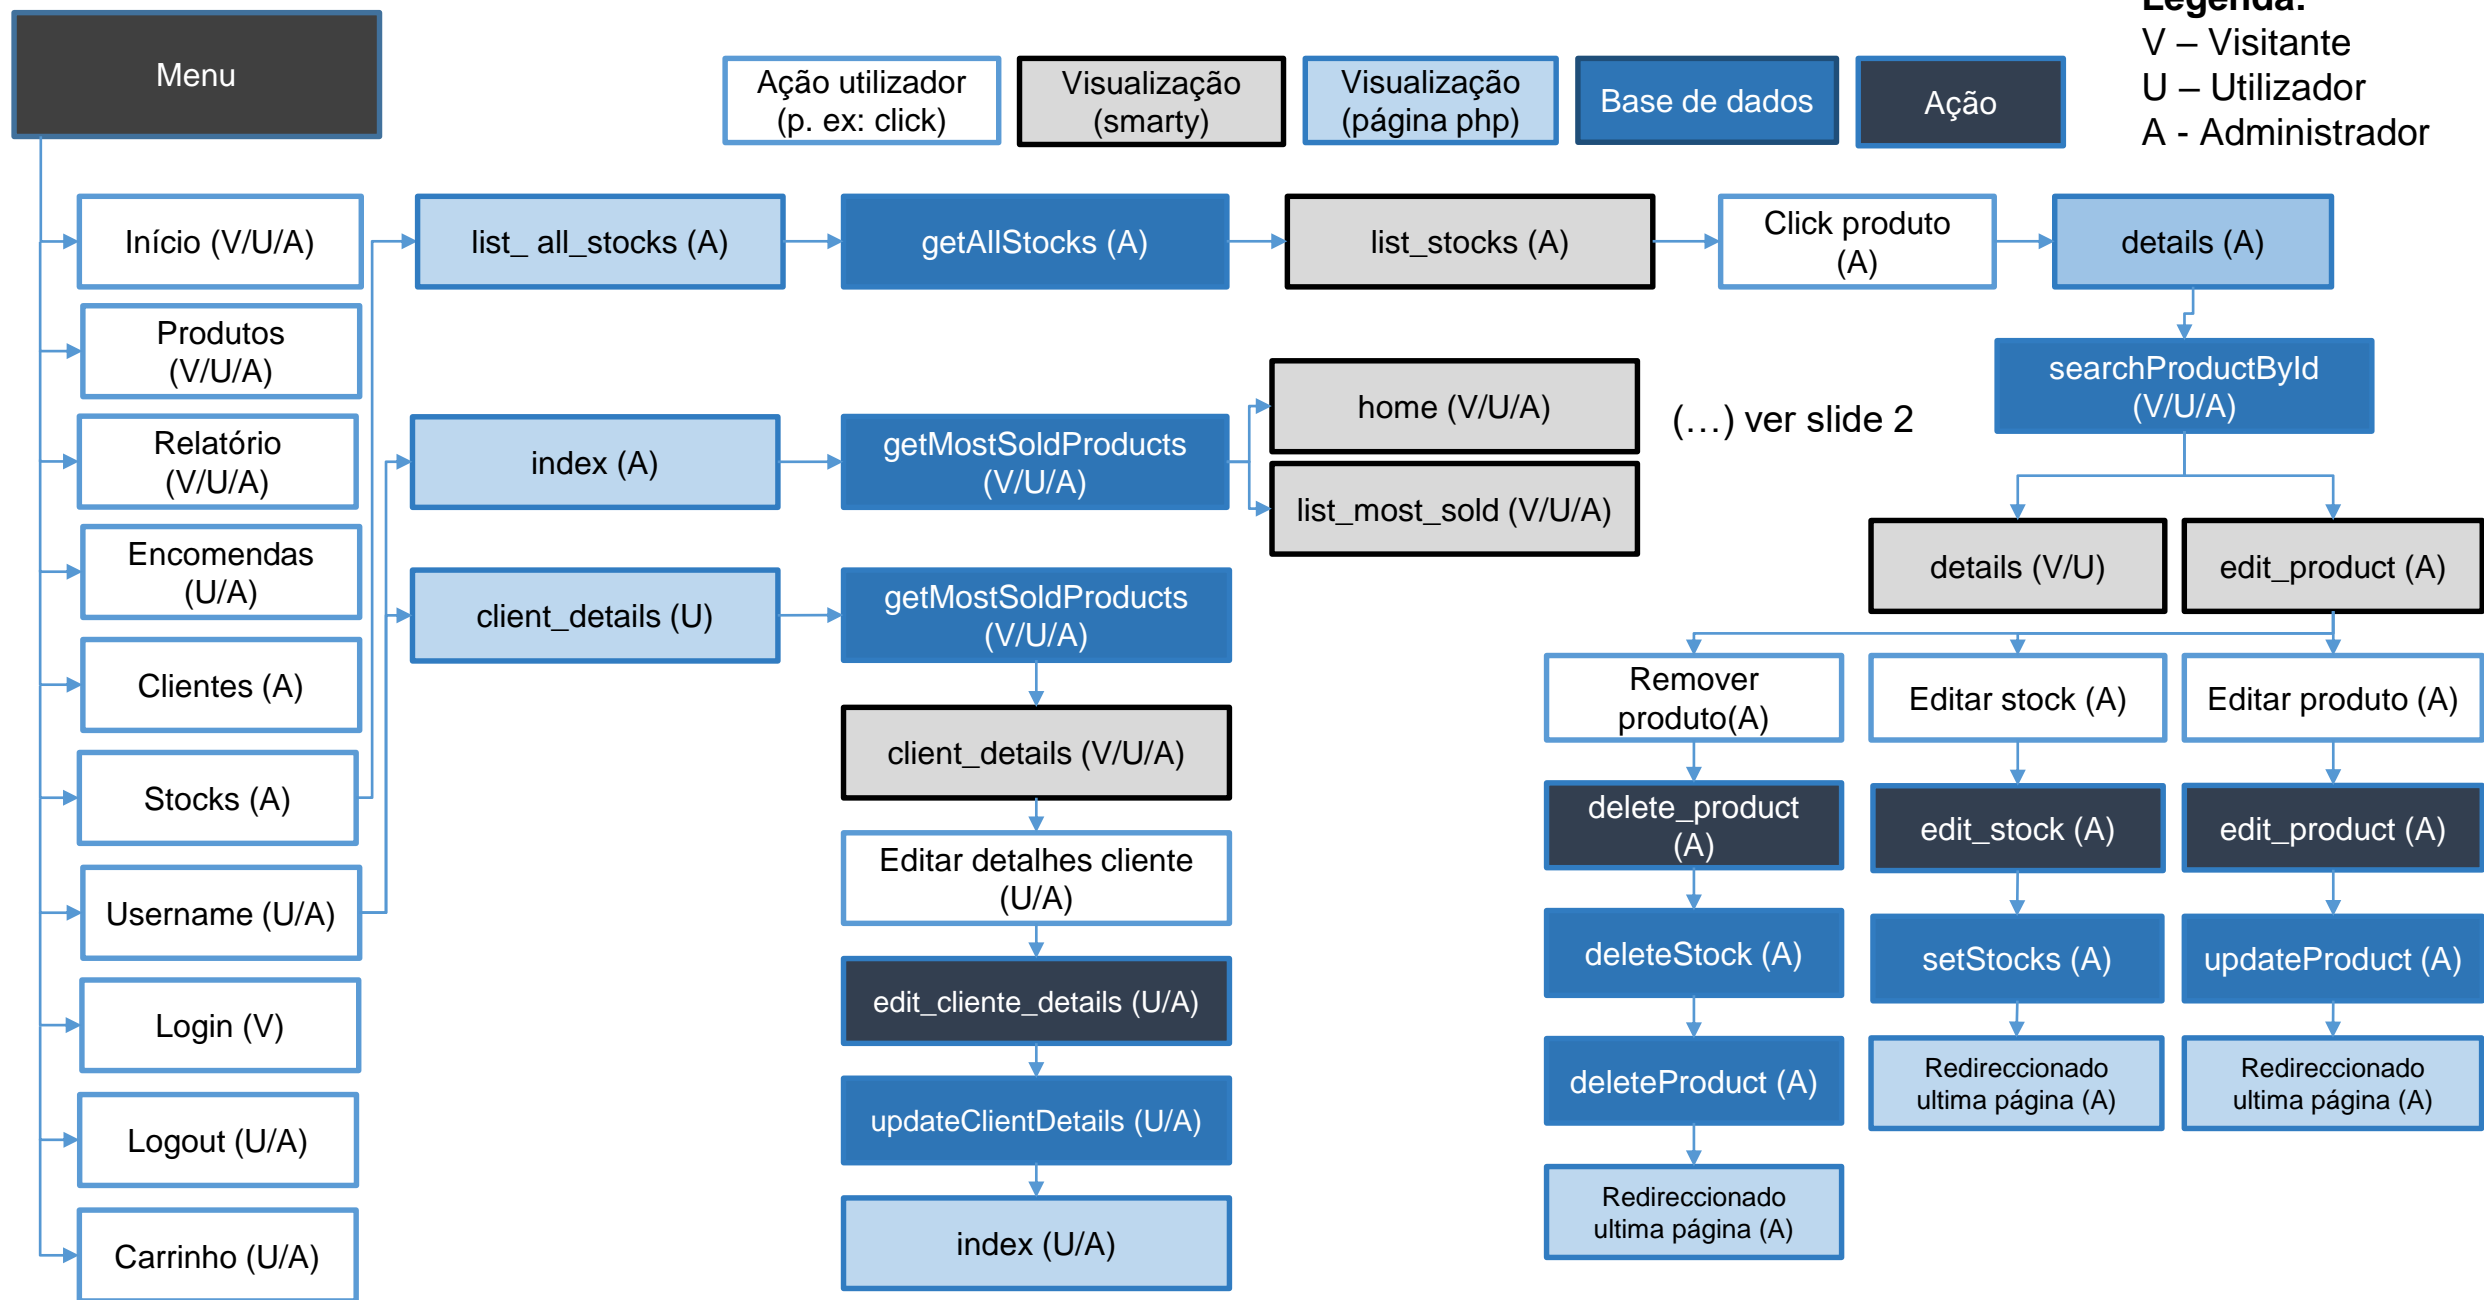 Legenda:
V – Visitante
U – Utilizador
A - Administrador
Menu
Ação utilizador
(p. ex: click)
Visualização
(smarty)
Visualização
(página php)
Base de dados
Ação
Início (V/U/A)
Produtos
(V/U/A)
Relatório
(V/U/A)
Encomendas
(U/A)
Clientes (A)
Stocks (A)
Username (U/A)
Login (V)
Logout (U/A)
Carrinho (U/A)
list_ all_stocks (A)
getAllStocks (A)
list_stocks (A)
Click produto
(A)
details (A)
searchProductById
(V/U/A)
index (A)
getMostSoldProducts
(V/U/A)
home (V/U/A)
list_most_sold (V/U/A)
(…) ver slide 2
client_details (U)
getMostSoldProducts
(V/U/A)
client_details (V/U/A)
Editar detalhes cliente
(U/A)
edit_cliente_details (U/A)
updateClientDetails (U/A)
index (U/A)
details (V/U)
edit_product (A)
Remover
produto(A)
Editar stock (A)
Editar produto (A)
delete_product
(A)
edit_stock (A)
edit_product (A)
deleteStock (A)
setStocks (A)
updateProduct (A)
deleteProduct (A)
Redireccionado
ultima página (A)
Redireccionado
ultima página (A)
Redireccionado
ultima página (A)